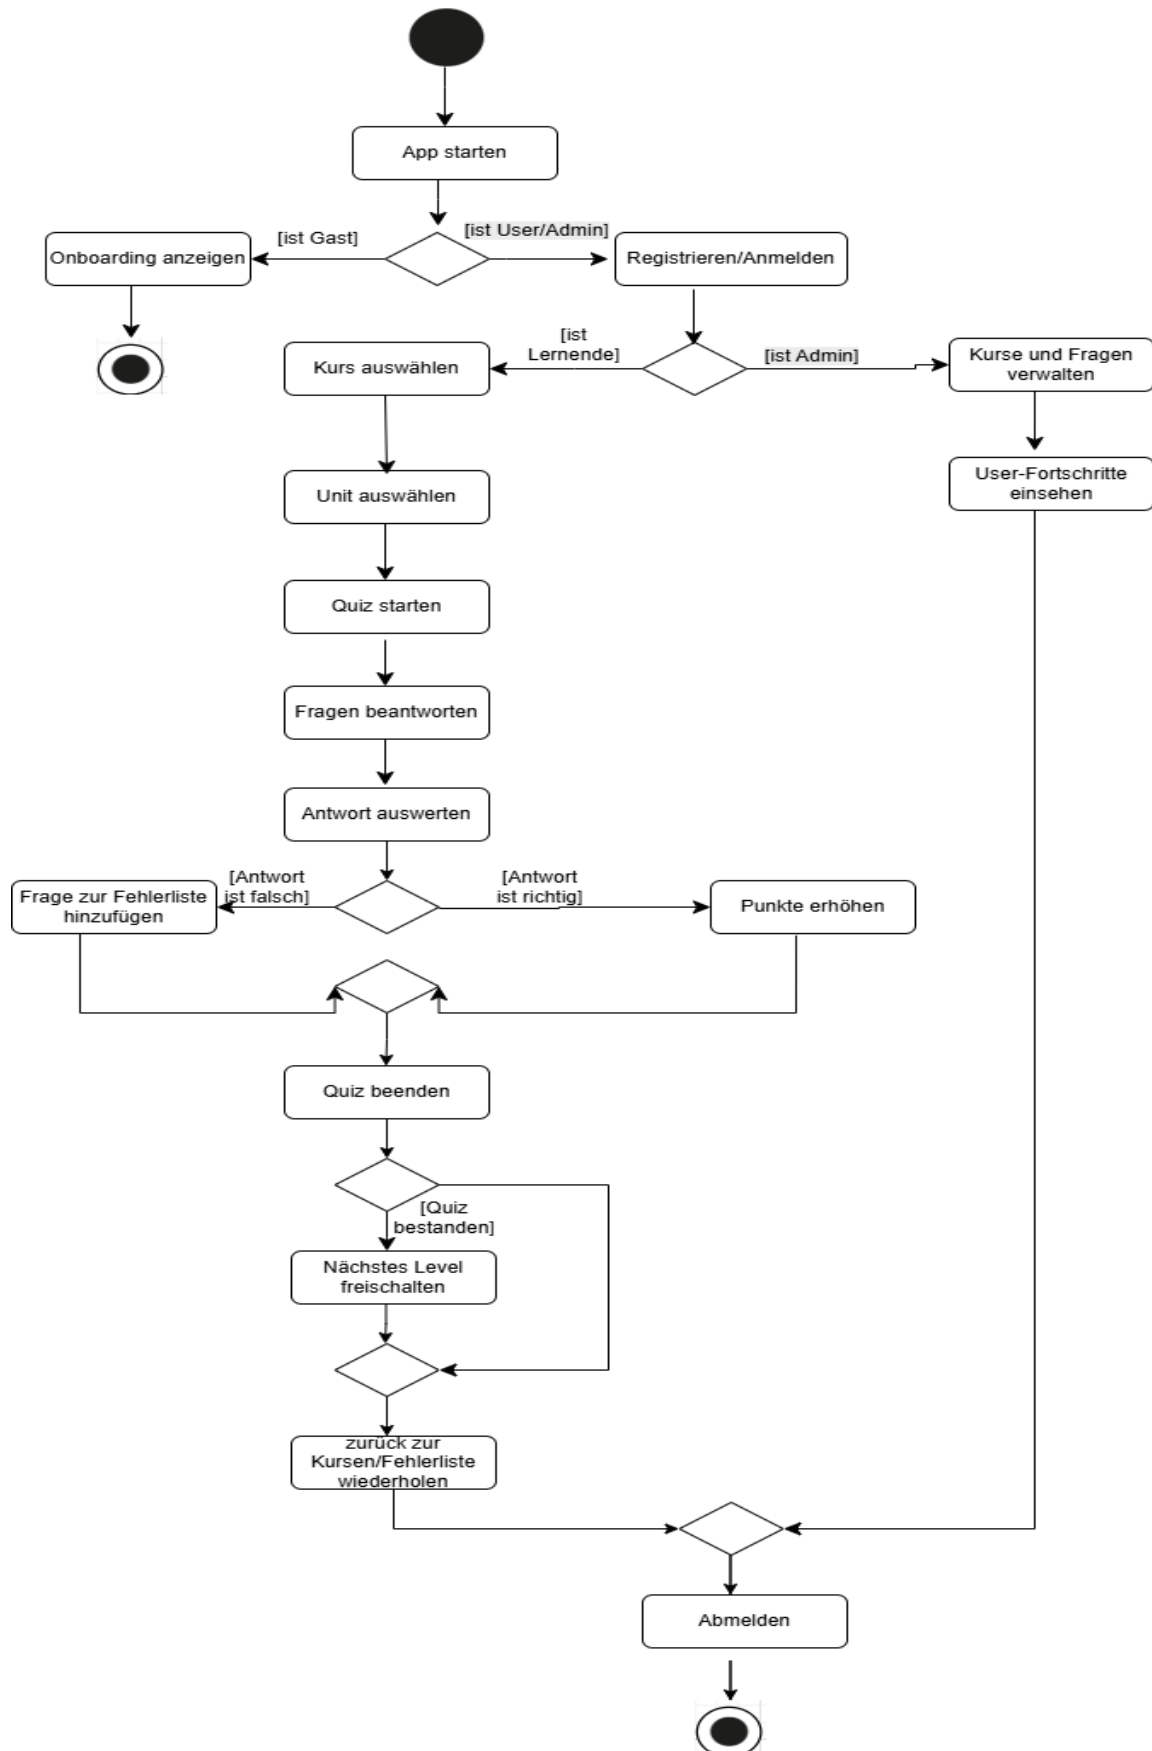 App starten
[ist Gast]
[ist User/Admin]
Onboarding anzeigen
Registrieren/Anmelden
[ist
Lernende]
[ist Admin]
Kurs auswählen
Kurse und Fragen
verwalten
Unit auswählen
User-Fortschritte
einsehen
Quiz starten
Fragen beantworten
Antwort auswerten
[Antwort
ist falsch]
[Antwort
ist richtig]
Frage zur Fehlerliste
hinzufügen
Punkte erhöhen
Quiz beenden
[Quiz
bestanden]
Nächstes Level
freischalten
zurück zur
Kursen/Fehlerliste
wiederholen
Abmelden